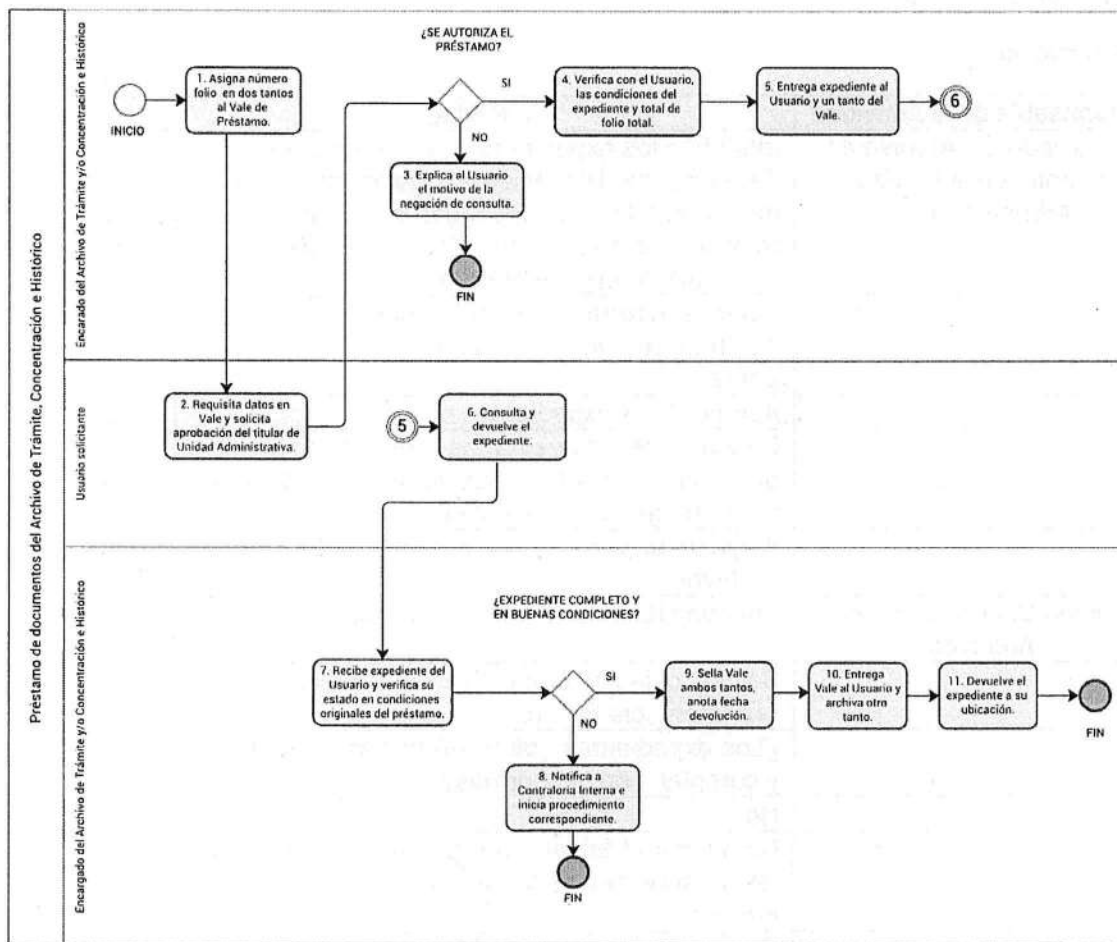 Préstamo de documentos del Archivo de Trámite, Concentración e Histórico
Encarado del Archivo de Trámite y/o Concentración e Histórico
INICIO
1. Asigna número
folio en dos tantos
al Vale de
Préstamo.
¿SE AUTORIZA EL
PRÉSTAMO?
SI
NO
3. Explica al Usuario
el motivo de la
negación de consulta.
FIN
4. Verifica con el Usuario,
las condiciones del
expediente y total de
folio total.
5. Entrega expediente al
Usuario y un tanto del
Vale.
6
Usuario solicitante
2. Requisita datos en
Vale y solicita
aprobación del titular de
Unidad Administrativa.
5
6. Consulta y
devuelve el
expediente.
Encargado del Archivo de Trámite y/o Concentración e Histórico
7. Recibe expediente del
Usuario y verifica su
estado en condiciones
originales del préstamo.
¿EXPEDIENTE COMPLETO Y
EN BUENAS CONDICIONES?
SI
NO
8. Notifica a
Contraloría Interna e
inicia procedimiento
correspondiente.
FIN
9. Sella Vale
ambos tantos,
anota fecha
devolución.
10. Entrega
Vale al Usuario y
archiva otro
tanto.
11. Devuelve el
expediente a su
ubicación.
FIN